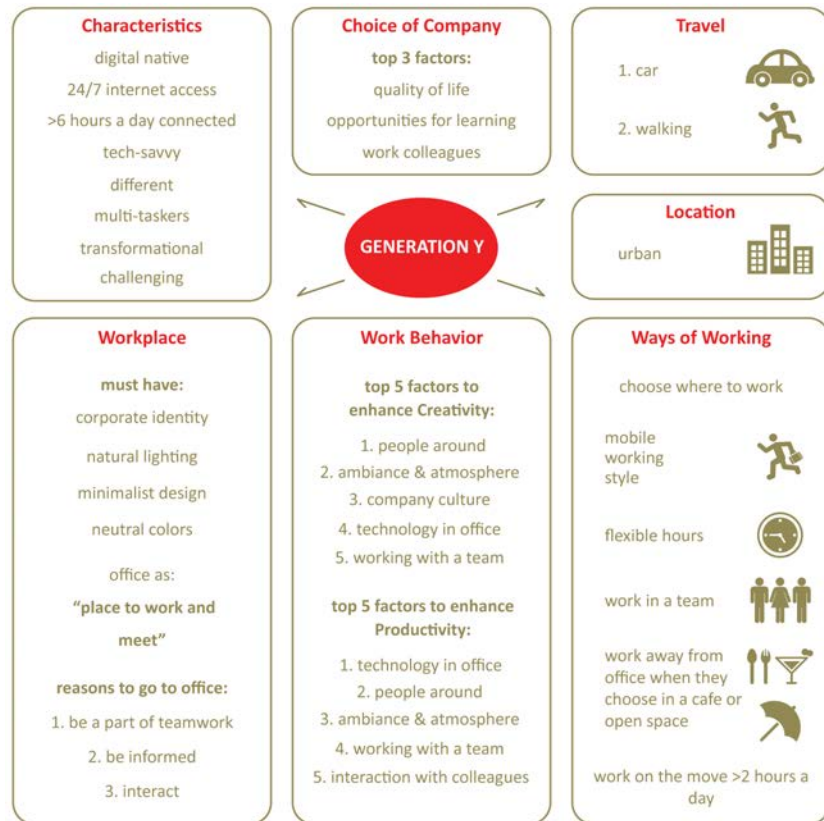 Characteristics
digital native
24/7 internet access
>6 hours a day connected
tech-savvy
different
multi-taskers
transformational
challenging
Choice of Company
top 3 factors:
quality of life
opportunities for learning
work colleagues
Travel
1. car
2. walking
GENERATION Y
Location
urban
Workplace
must have:
corporate identity
natural lighting
minimalist design
neutral colors
office as:
“place to work and
meet”
reasons to go to office:
1. be a part of teamwork
2. be informed
3. interact
Work Behavior
top 5 factors to
enhance Creativity:
1. people around
2. ambiance & atmosphere
3. company culture
4. technology in office
5. working with a team
top 5 factors to enhance
Productivity:
1. technology in office
2. people around
3. ambiance & atmosphere
4. working with a team
5. interaction with colleagues
Ways of Working
choose where to work
mobile
working
style
flexible hours
work in a team
work away from
office when they
choose in a cafe or
open space
work on the move >2 hours a
day